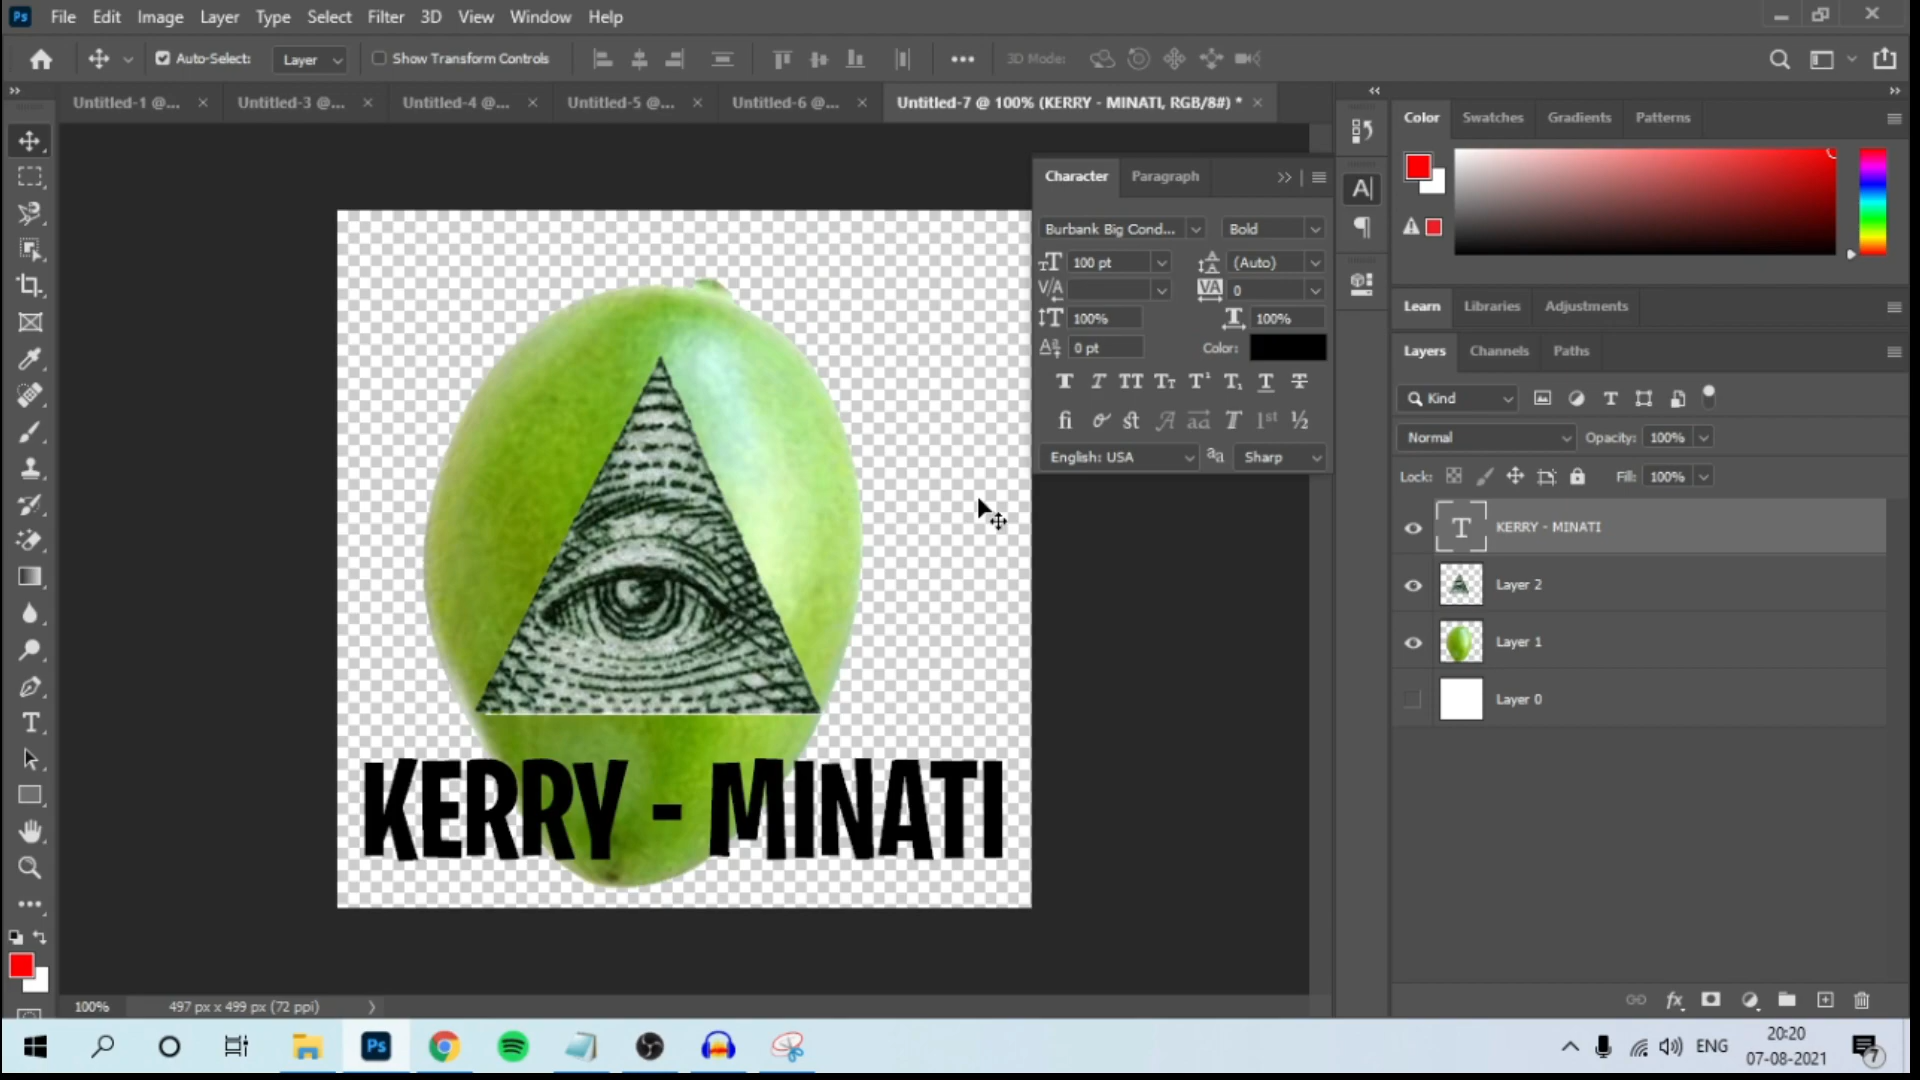 Ps File Edit Image Layer Type Select Filter 3D View Window Help
Auto-Select: Layer Show Transform Controls 3D Mode:
Untitled-1 @... Untitled-3 @... Untitled-4 @... Untitled-5 @... Untitled-6 @... Untitled-7 @ 100% (KERRY - MINATI, RGB/8#) *
Color Swatches Gradients Patterns
Character Paragraph
Burbank Big Cond... Bold
100 pt (Auto)
0
100% 100%
0 pt Color:
English: USA Sharp
Learn Libraries Adjustments
Layers Channels Paths
Kind
Normal Opacity: 100%
Lock: Fill: 100%
KERRY - MINATI
Layer 2
Layer 1
Layer 0
KERRY - MINATI
100% 497 px x 499 px (72 ppi)
Ps ENG 20:20
07-08-2021 7